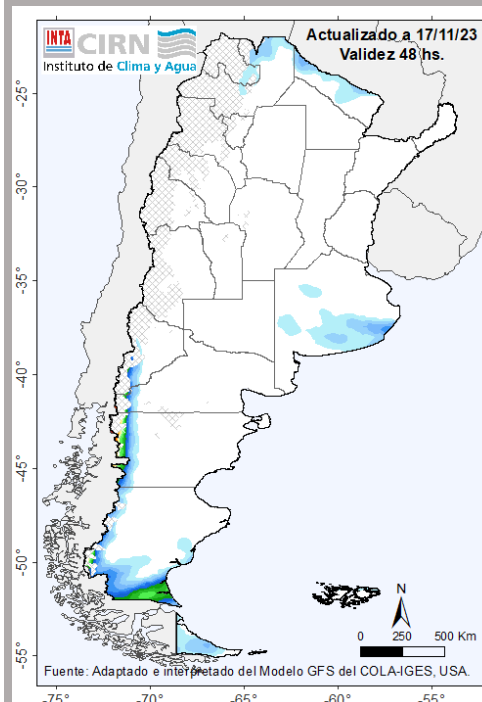 INTA CIRN
Instituto de Clima y Agua
Actualizado a 17/11/23
Validez 48 hs.
-25°
-30°
-35°
-40°
-45°
-50°
-55°
N
0 250 500 Km
Fuente: Adaptado e interpretado del Modelo GFS del COLA-IGES, USA.
-75° -70° -65° -60° -55°